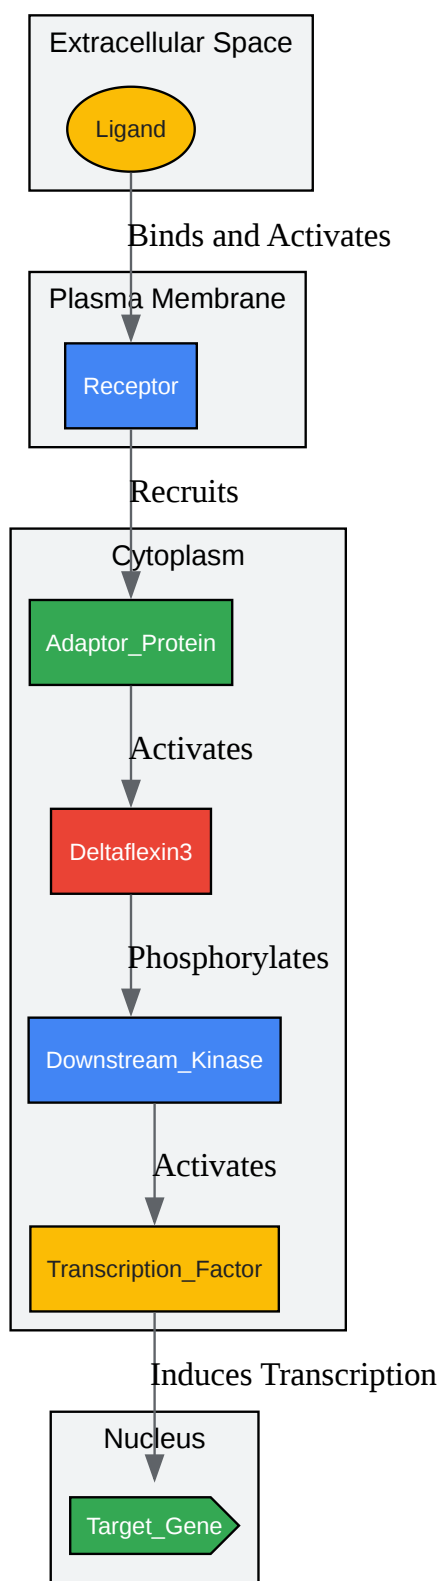 Extracellular Space
Ligand
Binds and Activates
Plasma Membrane
Receptor
Recruits
Cytoplasm
Adaptor_Protein
Activates
Deltaflexin3
Phosphorylates
Downstream_Kinase
Activates
Transcription_Factor
Induces Transcription
Nucleus
Target_Gene